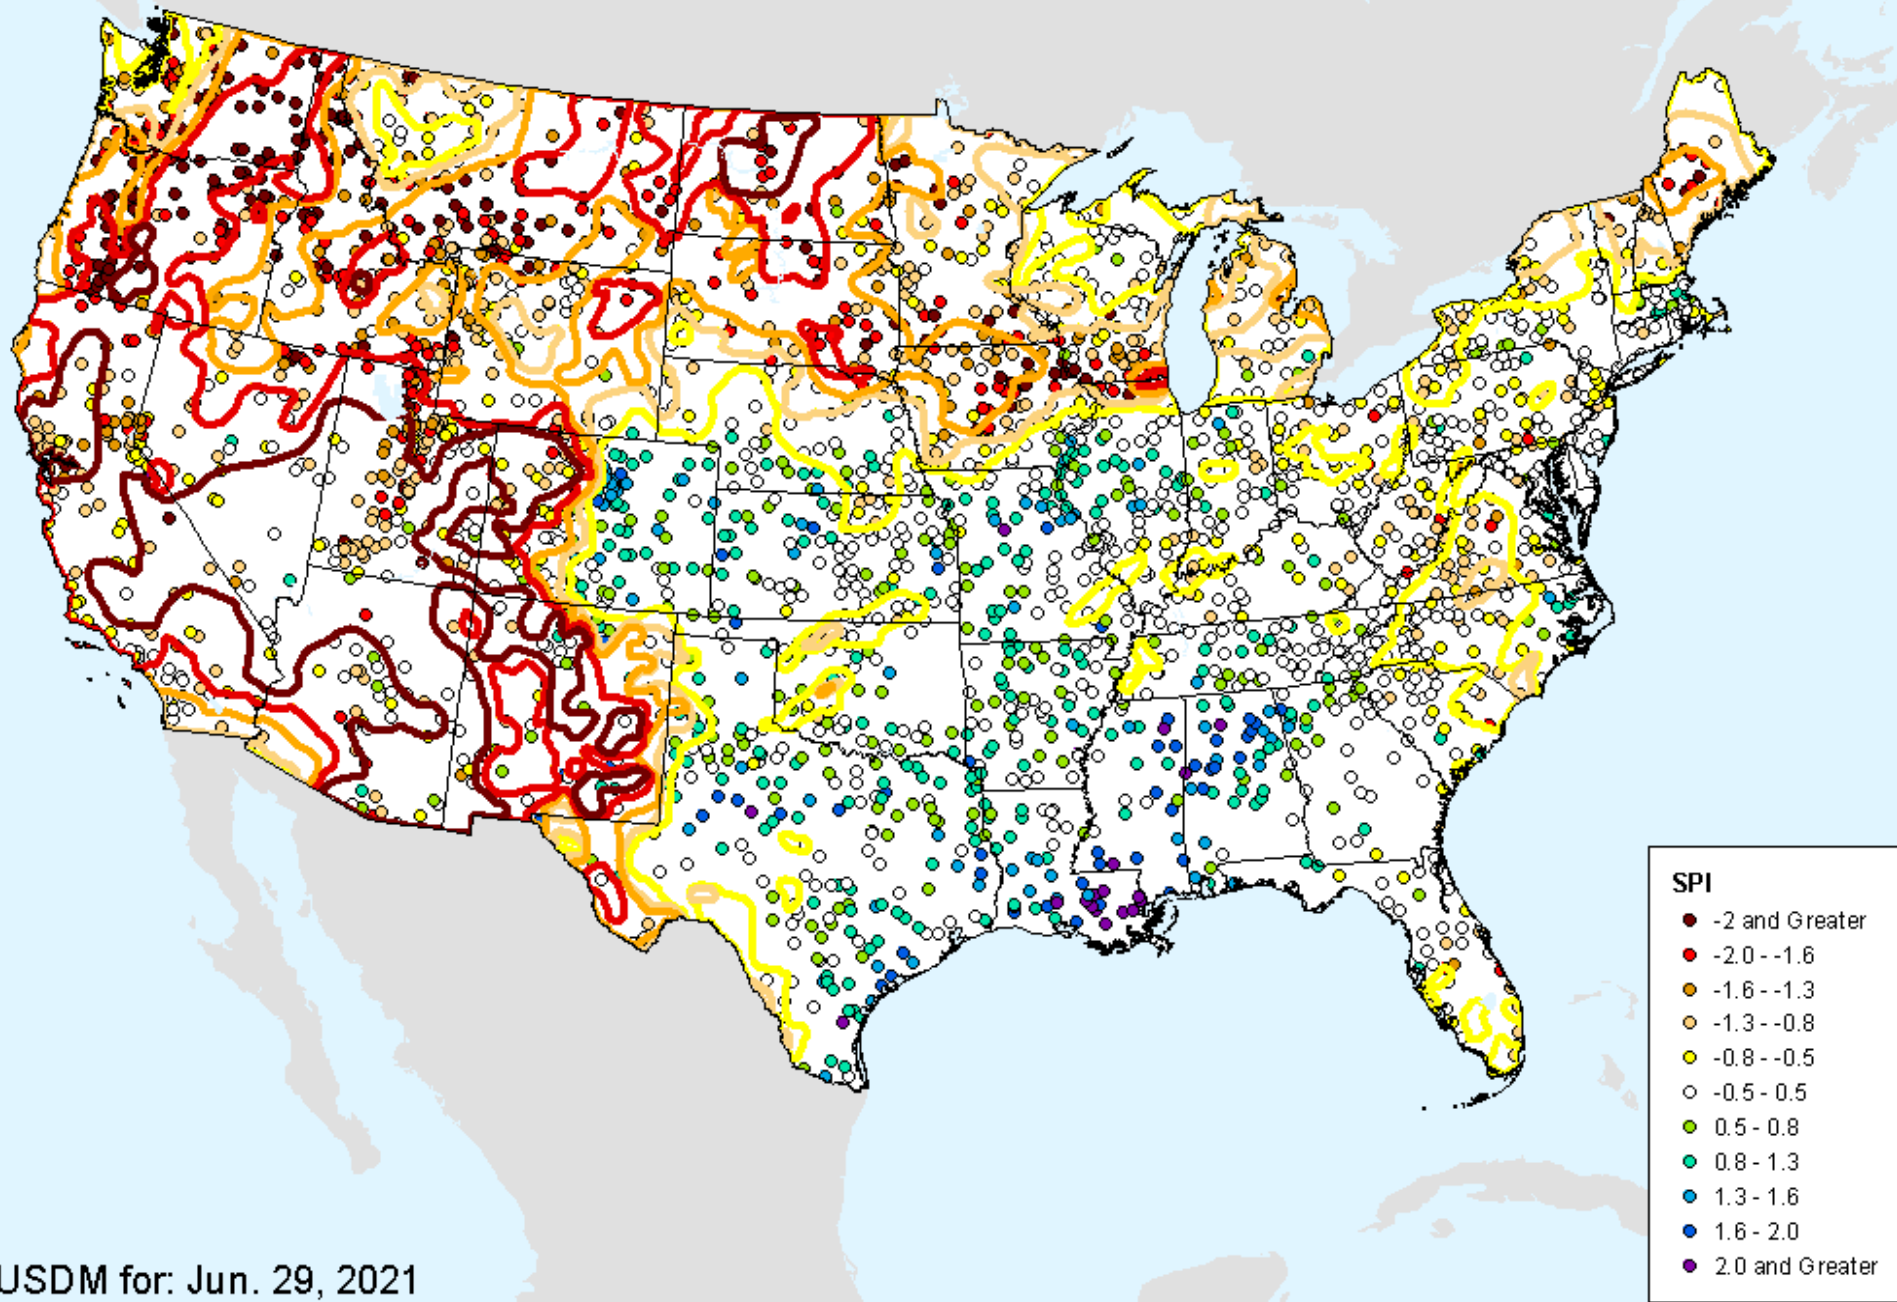 SPI
-2 and Greater
-2.0 - -1.6
-1.6 - -1.3
-1.3 - -0.8
-0.8 - -0.5
-0.5 - 0.5
0.5 - 0.8
0.8 - 1.3
1.3 - 1.6
1.6 - 2.0
2.0 and Greater
USDM for: Jun. 29, 2021